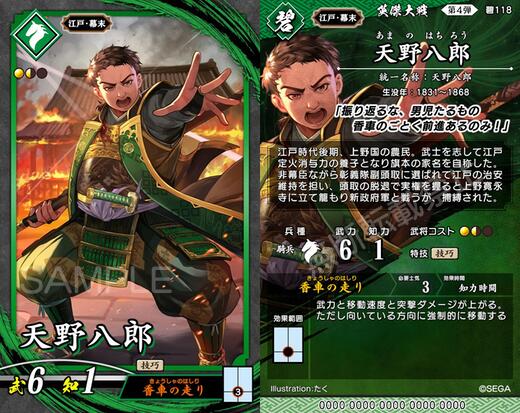 江戸・幕末
SAMPLE
天野八郎
技巧
武6 知1
きょうしゃのはしり
香車の走り
3
碧
江戸・幕末
英傑大戦
第4弾
碧118
あまの はちろう
天野八郎
統一名称:天野八郎
生没年:1831~1868
「振り返るな、男児たるもの
香車のごとく前進あるのみ!」
江戸時代後期、上野国の農民。武士を志して江戸
定火消与力の養子となり旗本の家名を自称した。
非幕臣ながら彰義隊副頭取に選ばれて江戸の治安
維持を担い、頭取の脱退で実権を握ると上野寛永
寺に立て籠もり新政府軍と戦うが、捕縛された。
兵種 武力 知力 武将コスト
騎兵 6 1 特技 技巧
きょうしゃのはしり
香車の走り
必要士気 3
効果時間 知力時間
効果範囲
武力と移動速度と突撃ダメージが上がる。
ただし向いている方向に強制的に移動する
Illustration:たく
©SEGA
0000-0000-0000-0000-0000